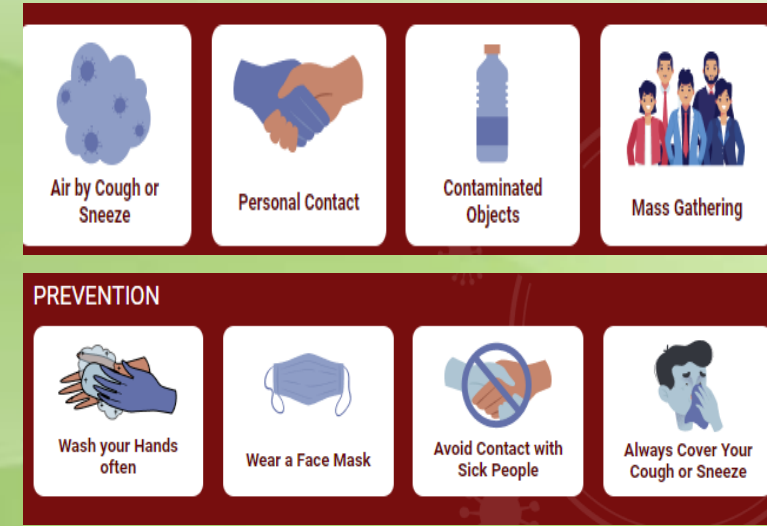 Air by Cough or
Sneeze
Personal Contact
Contaminated
Objects
Mass Gathering
PREVENTION
Wash your Hands
often
Wear a Face Mask
Avoid Contact with
Sick People
Always Cover Your
Cough or Sneeze